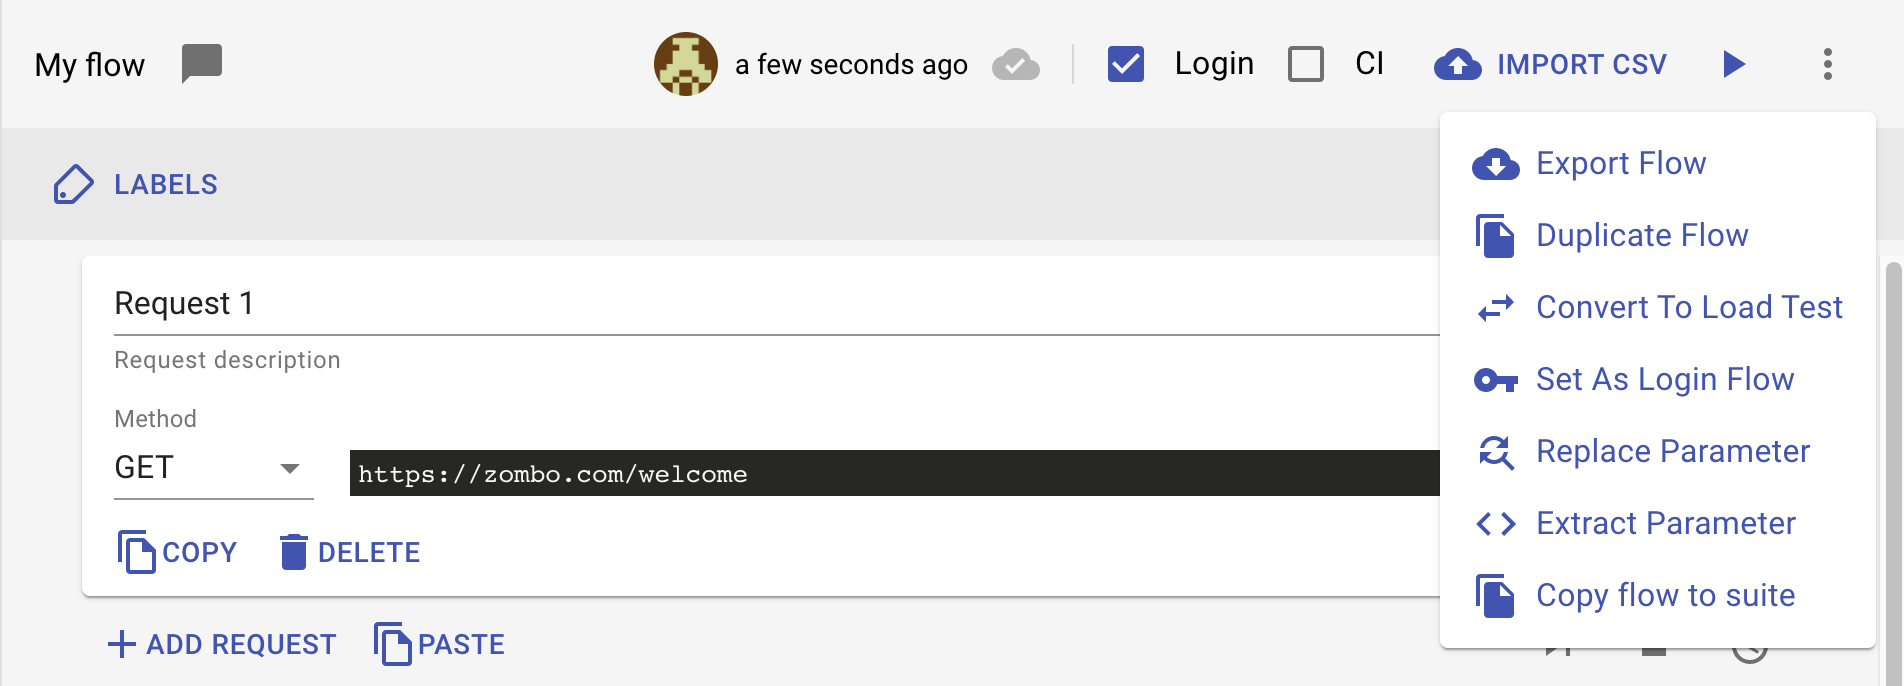 My flow
a few seconds ago
Login
CI
IMPORT CSV
LABELS
Export Flow
Duplicate Flow
Convert To Load Test
Set As Login Flow
Replace Parameter
Extract Parameter
Copy flow to suite
Request 1
Request description
Method
GET
https://zombo.com/welcome
COPY
DELETE
ADD REQUEST
PASTE